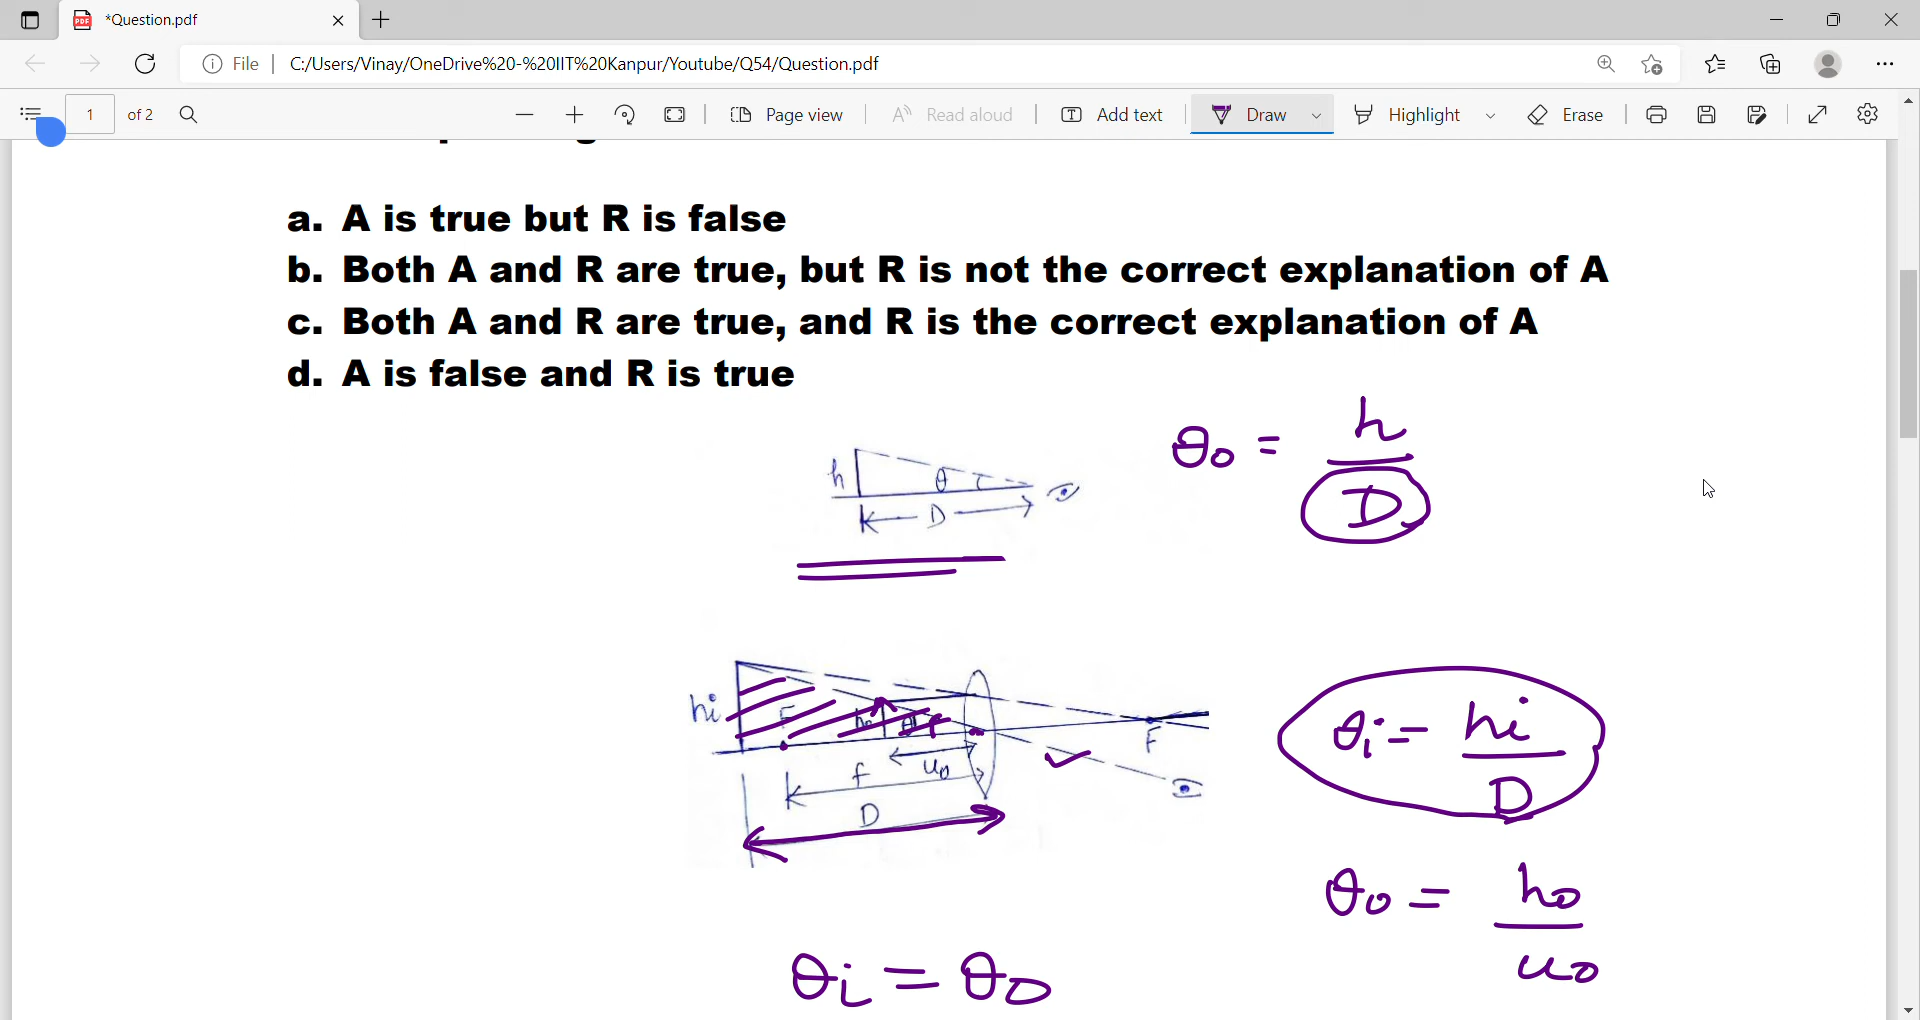 *Question.pdf
File | C:/Users/Vinay/OneDrive%20-%20IIT%20Kanpur/Youtube/Q54/Question.pdf
1 of 2
Page view
Read aloud
Add text
Draw
Highlight
Erase
a. A is true but R is false
b. Both A and R are true, but R is not the correct explanation of A
c. Both A and R are true, and R is the correct explanation of A
d. A is false and R is true
θo = h
D
h θ
D
hi F ho θ
F
uo
f
D
θi = hi
D
θo = ho
uo
θi = θo